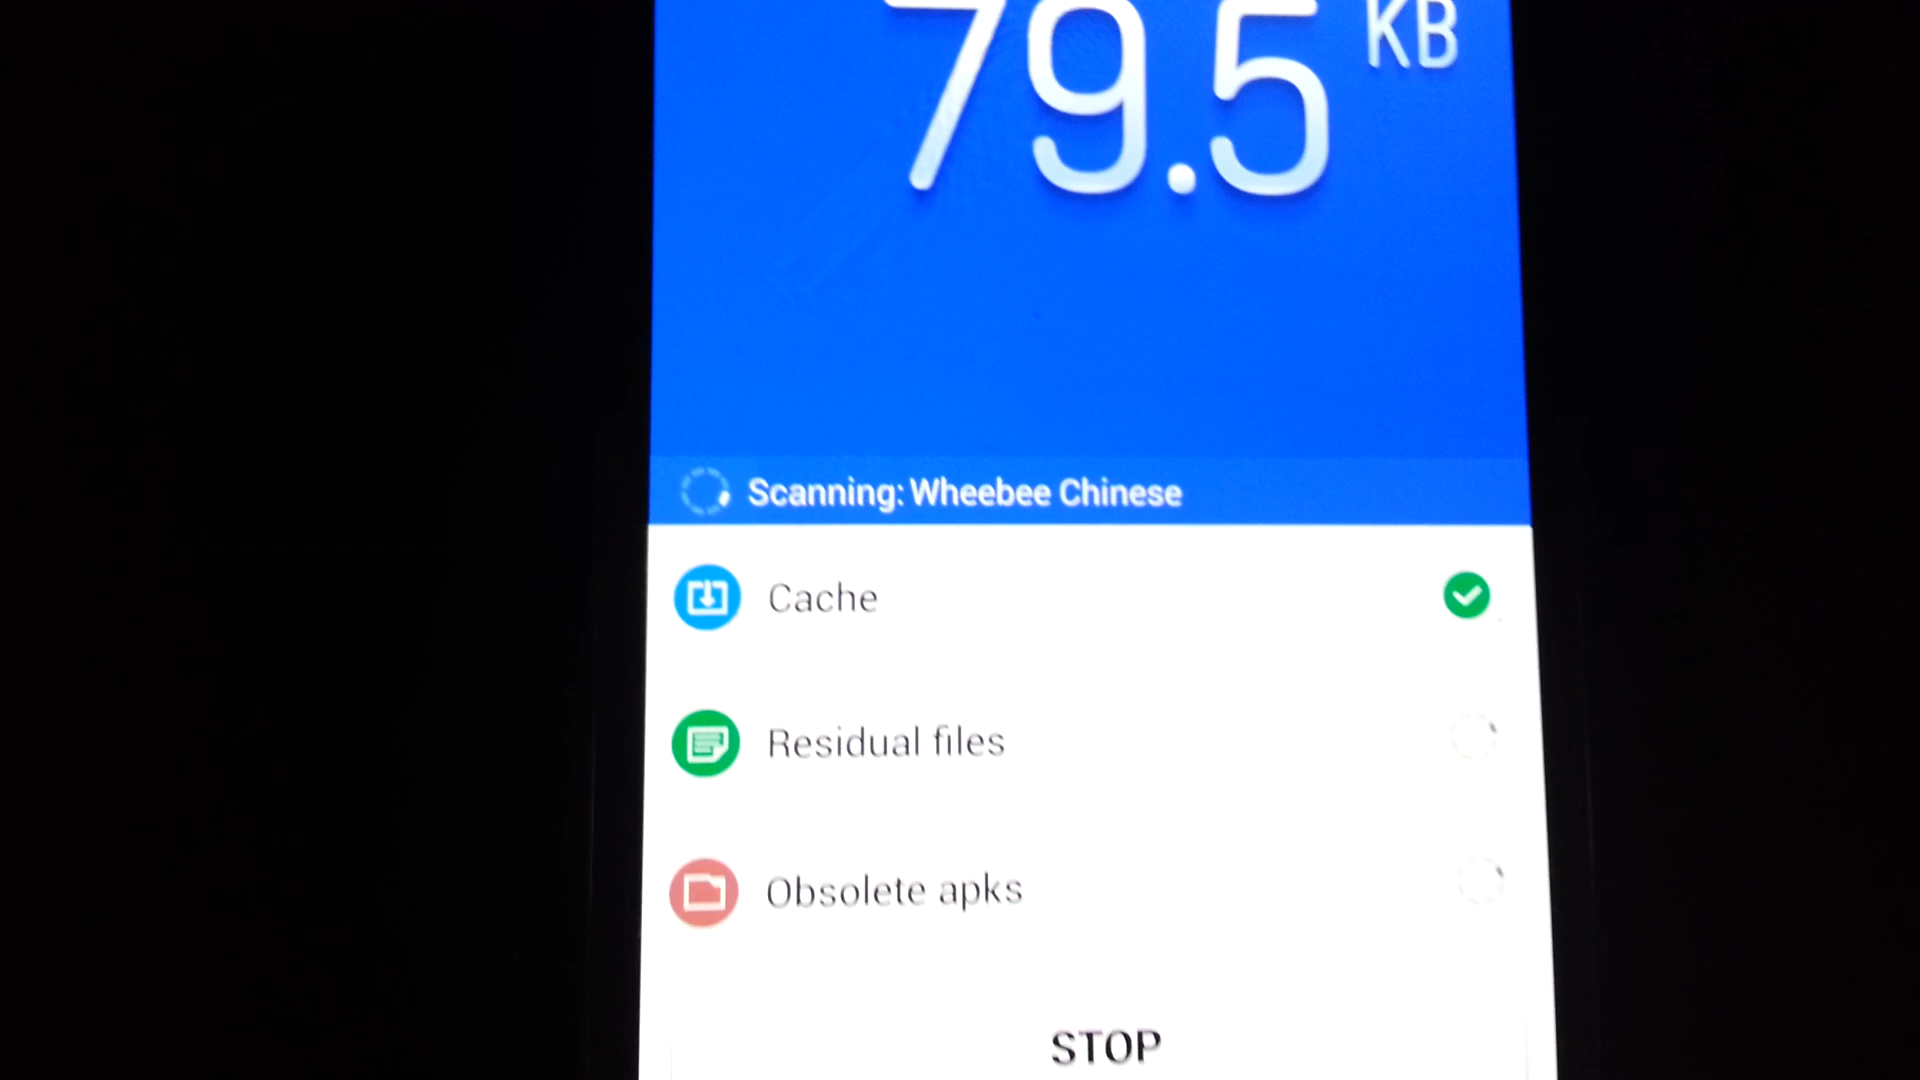 79.5 KB
Scanning: Wheebee Chinese
Cache
Residual files
Obsolete apks
STOP